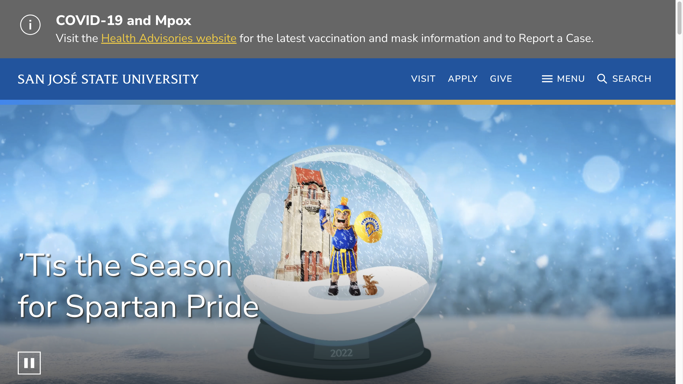 COVID-19 and Mpox
Visit the Health Advisories website for the latest vaccination and mask information and to Report a Case.
SAN JOSÉ STATE UNIVERSITY
VISIT APPLY GIVE MENU SEARCH
’Tis the Season
for Spartan Pride
2022